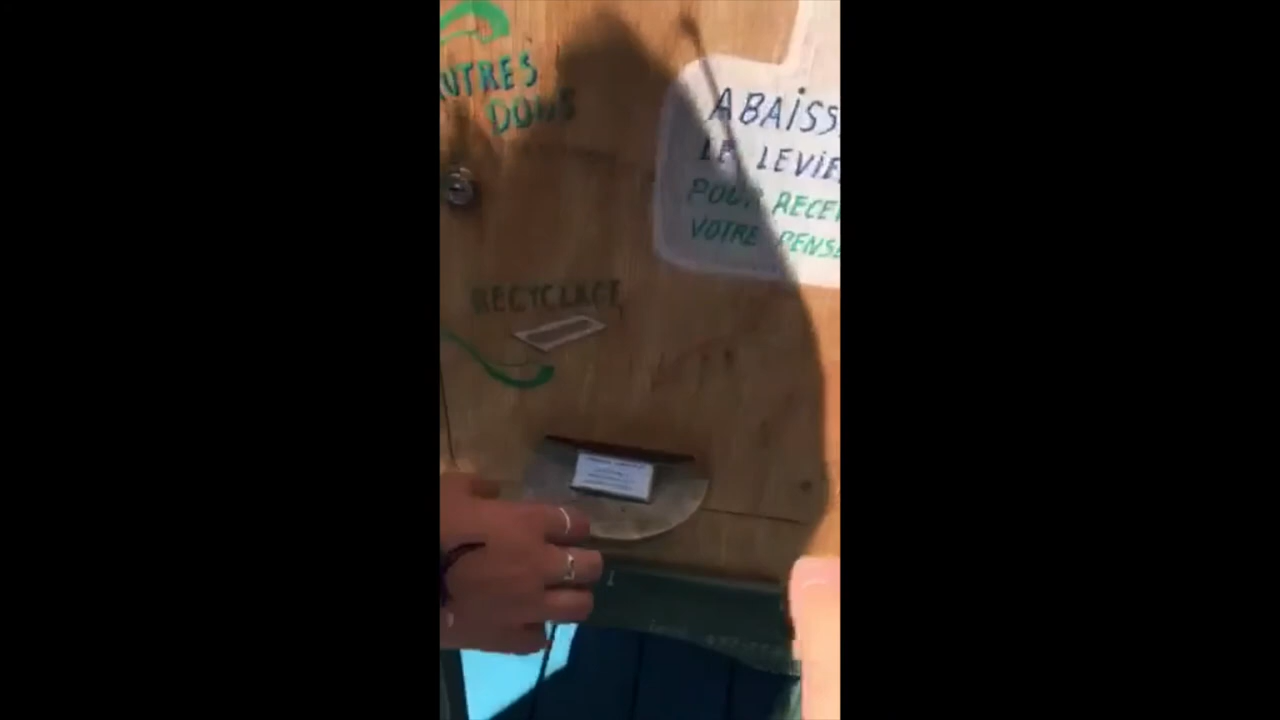 UTRES
DONS
ABAISS
LE LEVIE
POUR RECE
VOTRE PENSE
RECYCLAGE